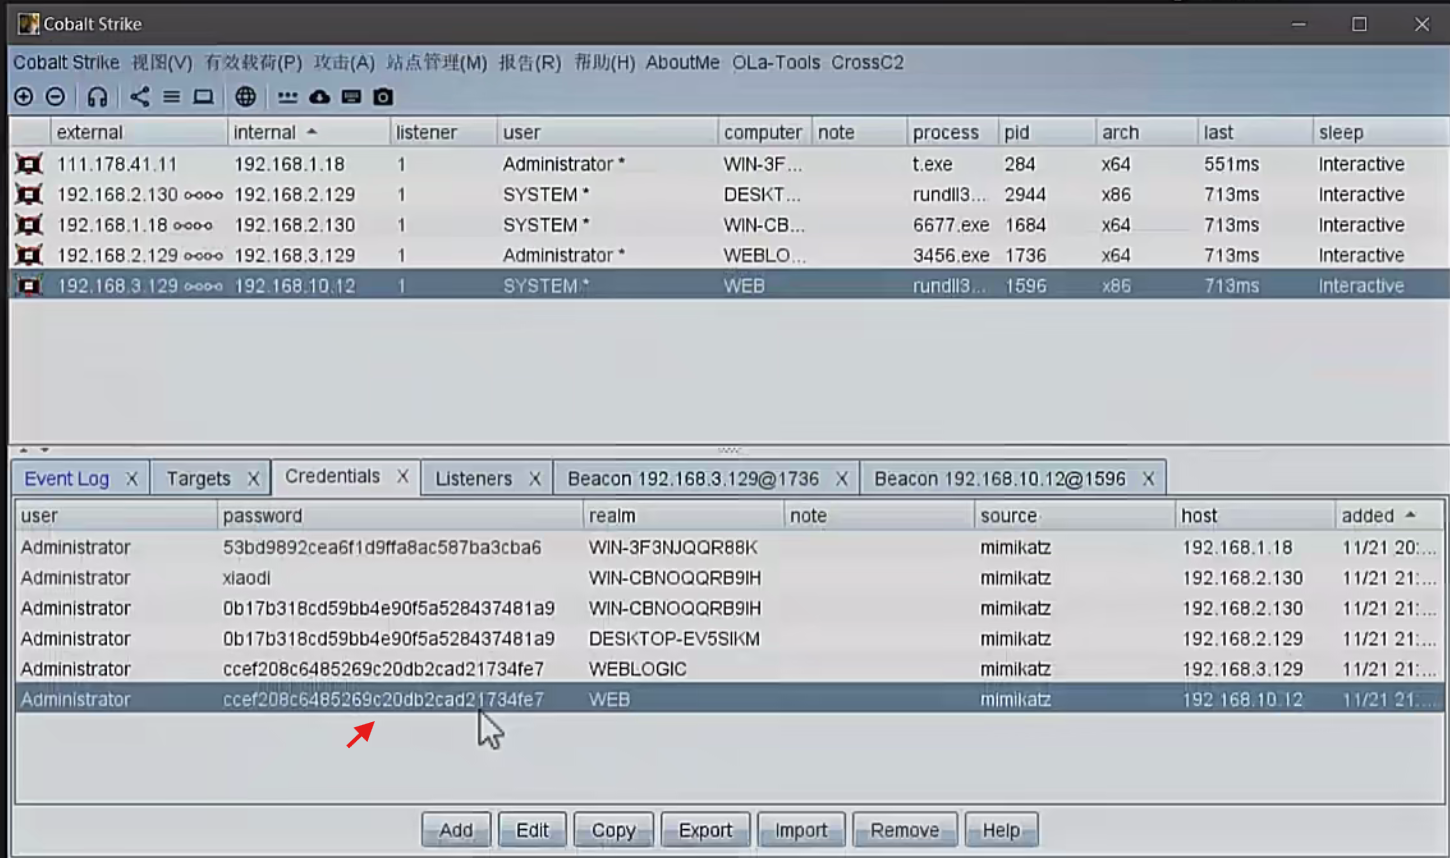 Cobalt Strike
Cobalt Strike 视图(V) 有效载荷(P) 攻击(A) 站点管理(M) 报告(R) 帮助(H) AboutMe OLa-Tools CrossC2
external internal listener user computer note process pid arch last sleep
111.178.41.11 192.168.1.18 1 Administrator * WIN-3F... t.exe 284 x64 551ms Interactive
192.168.2.130 192.168.2.129 1 SYSTEM * DESKT... rundll3... 2944 x86 713ms Interactive
192.168.1.18 192.168.2.130 1 SYSTEM * WIN-CB... 6677.exe 1684 x64 713ms Interactive
192.168.2.129 192.168.3.129 1 Administrator * WEBLO... 3456.exe 1736 x64 713ms Interactive
192.168.3.129 192.168.10.12 1 SYSTEM * WEB rundll3... 1596 x86 713ms Interactive
Event Log X Targets X Credentials X Listeners X Beacon 192.168.3.129@1736 X Beacon 192.168.10.12@1596 X
user password realm note source host added
Administrator 53bd9892cea6f1d9ffa8ac587ba3cba6 WIN-3F3NJQQR88K mimikatz 192.168.1.18 11/21 20:...
Administrator xiaodi WIN-CBNOQQRB9IH mimikatz 192.168.2.130 11/21 21:...
Administrator 0b17b318cd59bb4e90f5a528437481a9 WIN-CBNOQQRB9IH mimikatz 192.168.2.130 11/21 21:...
Administrator 0b17b318cd59bb4e90f5a528437481a9 DESKTOP-EV5SIKM mimikatz 192.168.2.129 11/21 21:...
Administrator ccef208c6485269c20db2cad21734fe7 WEBLOGIC mimikatz 192.168.3.129 11/21 21:...
Administrator ccef208c6485269c20db2cad21734fe7 WEB mimikatz 192.168.10.12 11/21 21:...
Add Edit Copy Export Import Remove Help